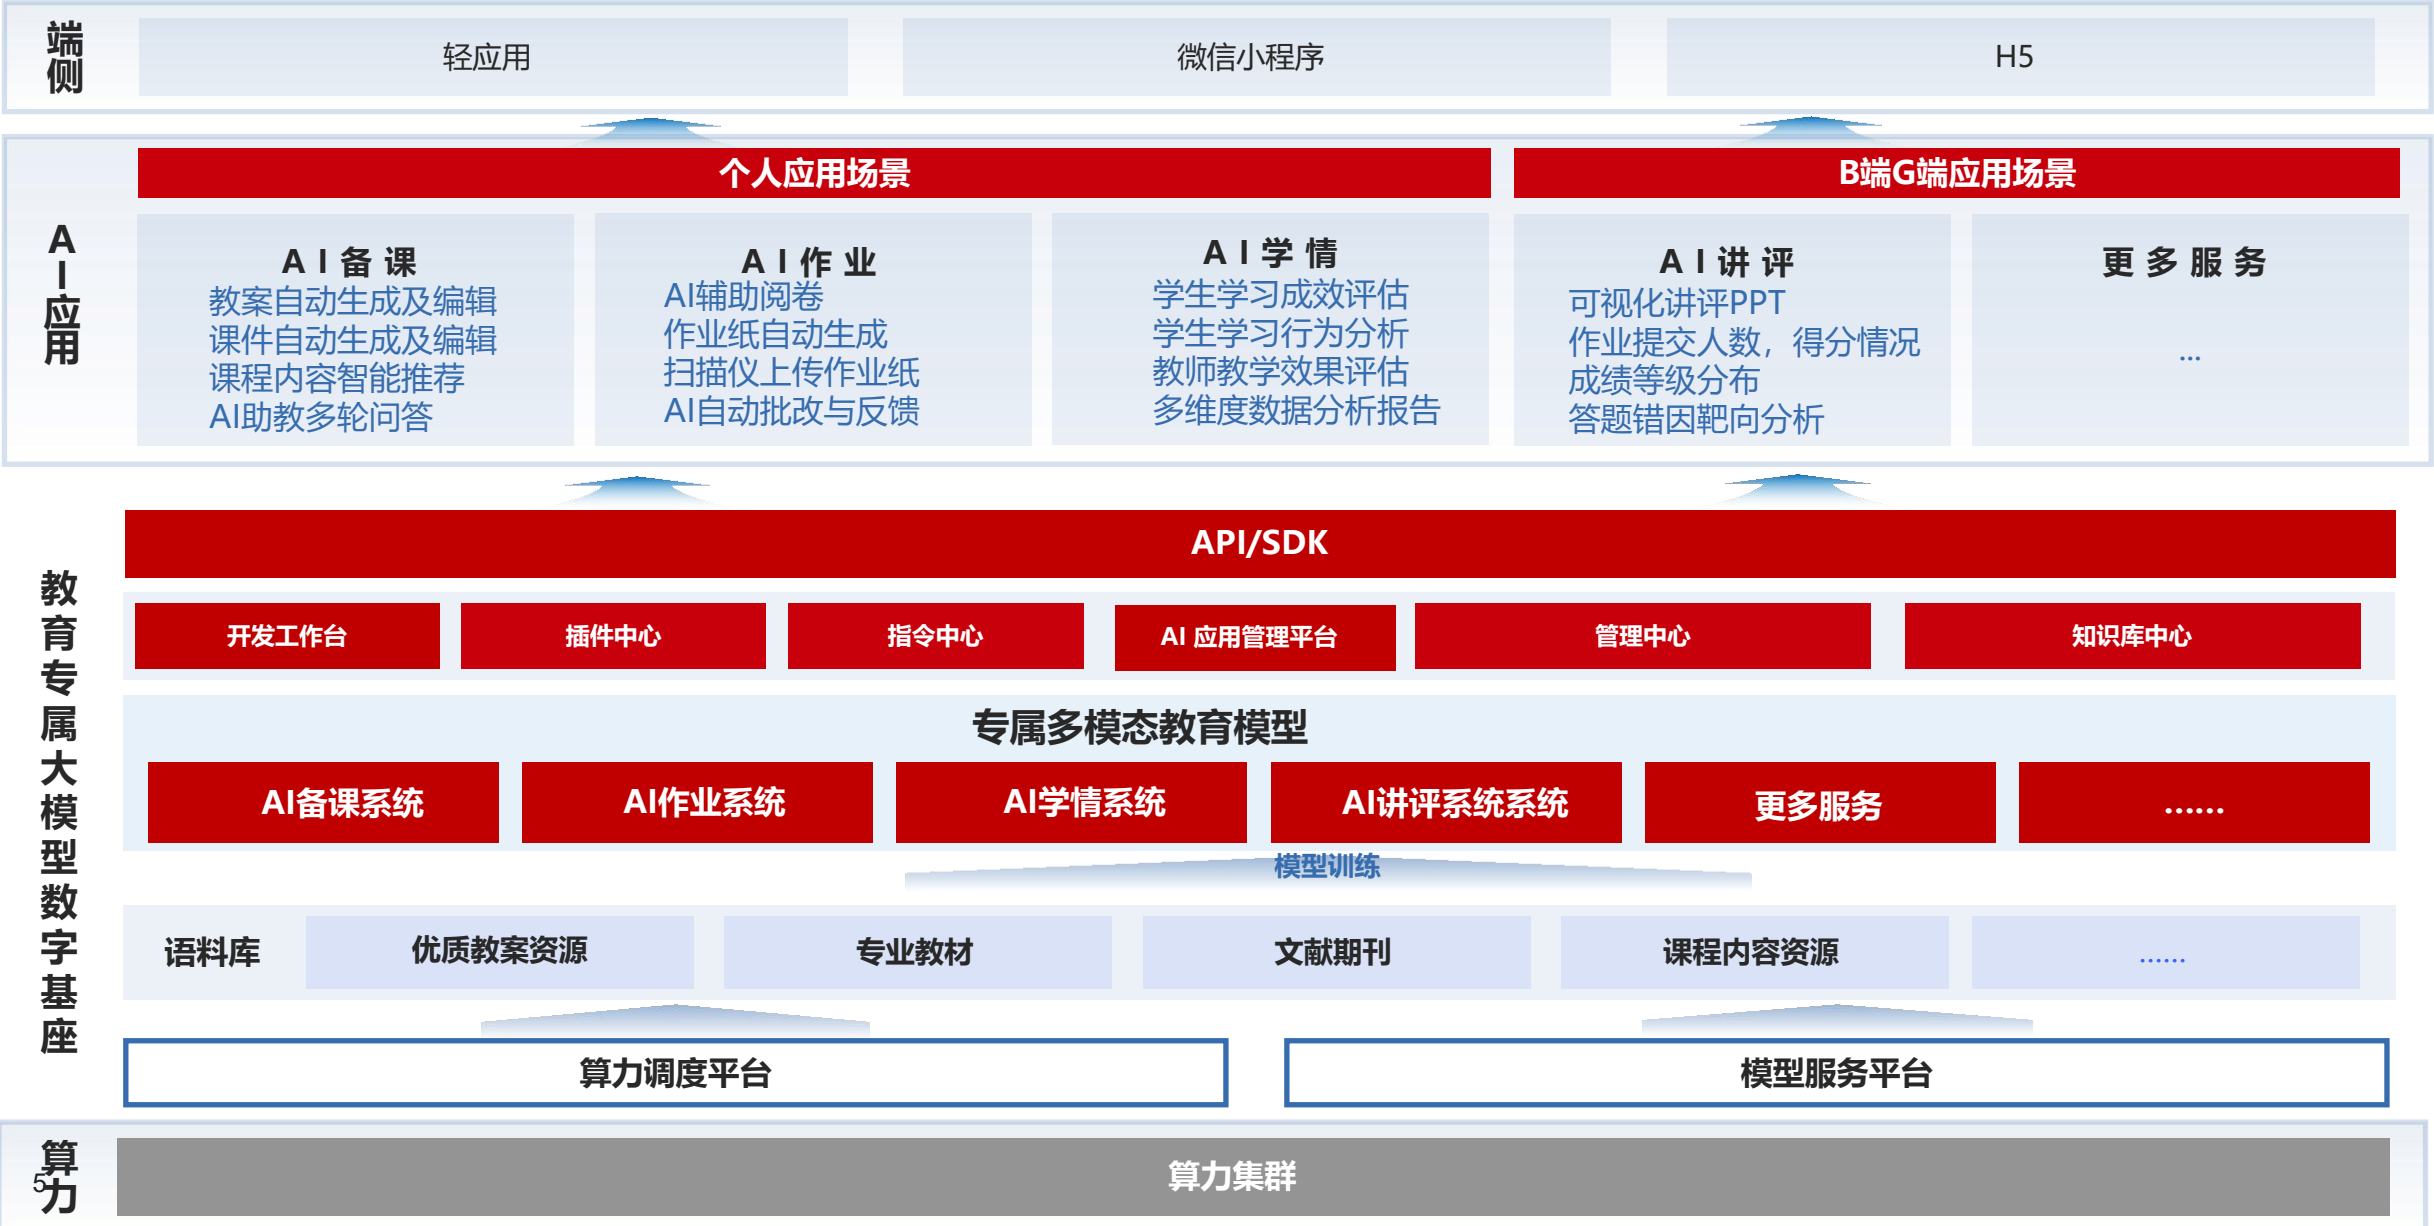 端侧
轻应用
微信小程序
H5
AI应用
个人应用场景
B端G端应用场景
AI备课
教案自动生成及编辑
课件自动生成及编辑
课程内容智能推荐
AI助教多轮问答
AI作业
AI辅助阅卷
作业纸自动生成
扫描仪上传作业纸
AI自动批改与反馈
AI学情
学生学习成效评估
学生学习行为分析
教师教学效果评估
多维度数据分析报告
AI讲评
可视化讲评PPT
作业提交人数，得分情况
成绩等级分布
答题错因靶向分析
更多服务
...
教育专属大模型数字基座
API/SDK
开发工作台
插件中心
指令中心
AI 应用管理平台
管理中心
知识库中心
专属多模态教育模型
AI备课系统
AI作业系统
AI学情系统
AI讲评系统系统
更多服务
……
模型训练
语料库
优质教案资源
专业教材
文献期刊
课程内容资源
……
算力调度平台
模型服务平台
算力
5
算力集群